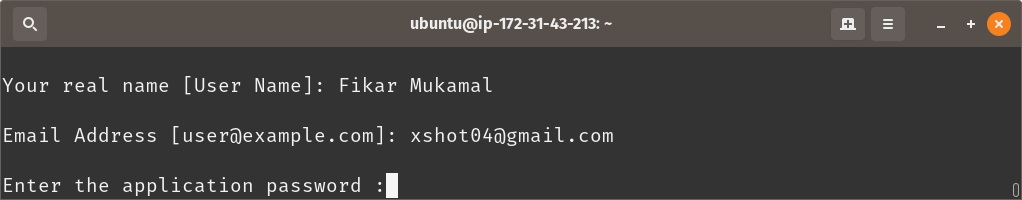 ubuntu@ip-172-31-43-213: ~
Your real name [User Name]: Fikar Mukamal
Email Address [user@example.com]: xshot04@gmail.com
Enter the application password :